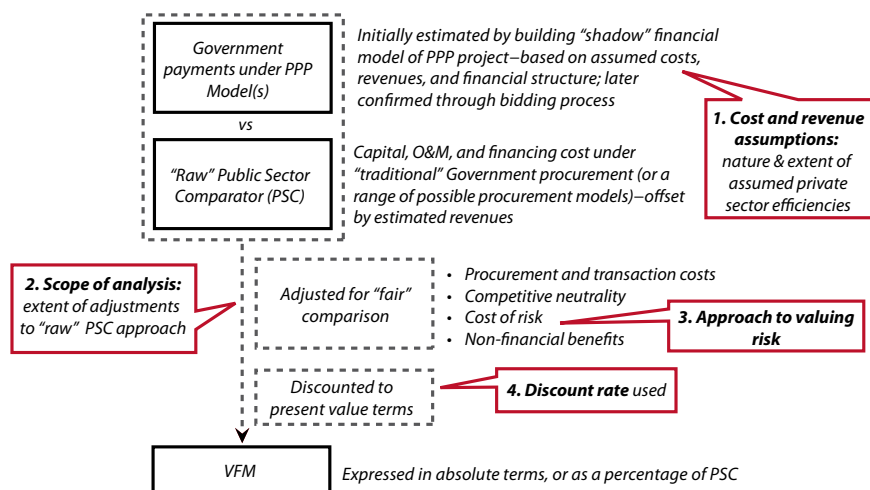 Government
payments under PPP
Model(s)
Initially estimated by building “shadow” financial
model of PPP project–based on assumed costs,
revenues, and financial structure; later
confirmed through bidding process
1. Cost and revenue
assumptions:
nature & extent of
assumed private
sector efficiencies
vs
“Raw” Public Sector
Comparator (PSC)
Capital, O&M, and financing cost under
“traditional” Government procurement (or a
range of possible procurement models)–offset
by estimated revenues
2. Scope of analysis:
extent of adjustments
to “raw” PSC approach
Adjusted for “fair”
comparison
• Procurement and transaction costs
• Competitive neutrality
• Cost of risk
• Non-financial benefits
3. Approach to valuing
risk
Discounted to
present value terms
4. Discount rate used
VFM
Expressed in absolute terms, or as a percentage of PSC